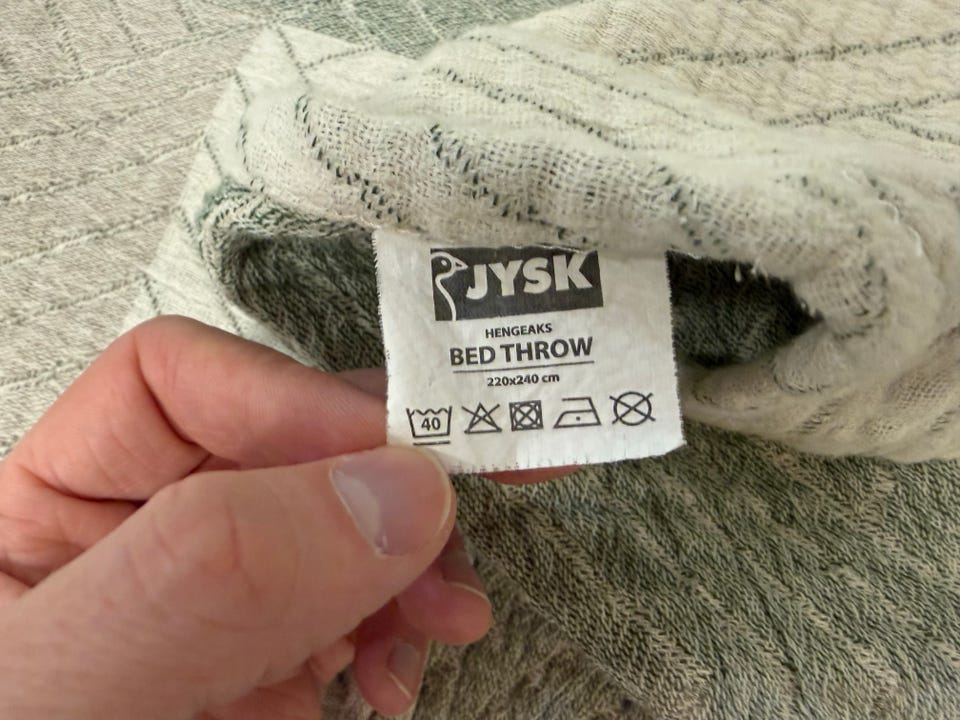 JYSK
HENGEAKS
BED THROW
220x240 cm
40